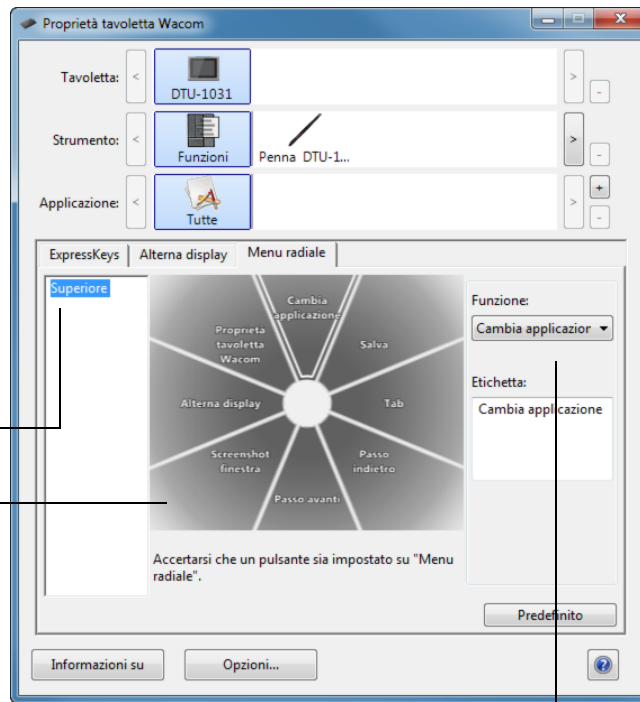 Proprietà tavoletta Wacom
Tavoletta:
<
DTU-1031
>
-
Strumento:
<
Funzioni
Penna DTU-1...
>
-
Applicazione:
<
Tutte
>
+
-
ExpressKeys
Alterna display
Menu radiale
Superiore
Cambia
applicazione
Salva
Tab
Passo
indietro
Passo avanti
Screenshot
finestra
Alterna display
Proprietà
tavoletta
Wacom
Funzione:
Cambia applicazior
Etichetta:
Cambia applicazione
Accertarsi che un pulsante sia impostato su "Menu
radiale".
Predefinito
Informazioni su
Opzioni...
?